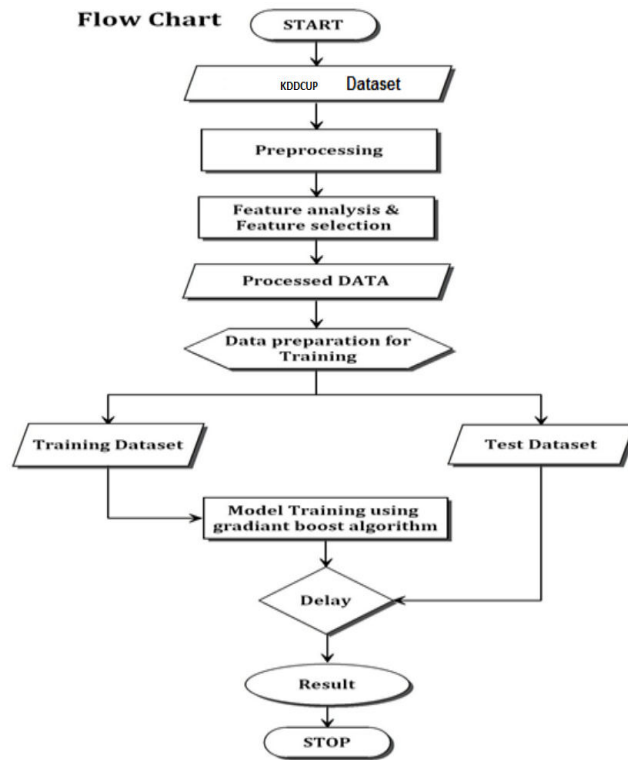 Flow Chart
START
KDDCUP Dataset
Preprocessing
Feature analysis &
Feature selection
Processed DATA
Data preparation for
Training
Training Dataset
Test Dataset
Model Training using
gradiant boost algorithm
Delay
Result
STOP